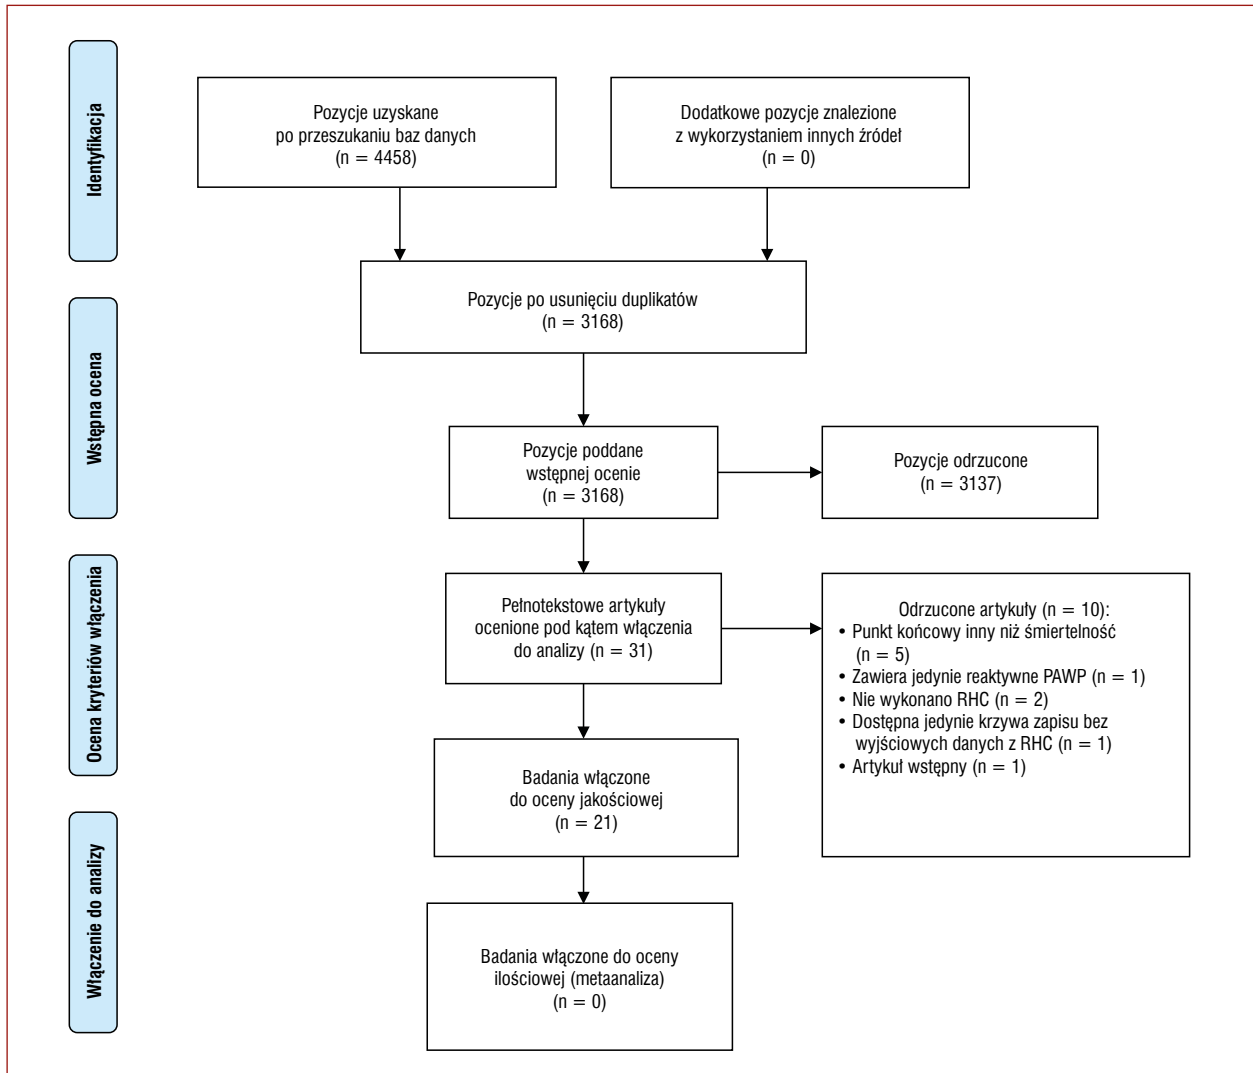 Identyfikacja
Pozycje uzyskane
po przeszukaniu baz danych
(n = 4458)
Dodatkowe pozycje znalezione
z wykorzystaniem innych źródeł
(n = 0)
Wstępna ocena
Pozycje po usunięciu duplikatów
(n = 3168)
Pozycje poddane
wstępnej ocenie
(n = 3168)
Pozycje odrzucone
(n = 3137)
Ocena kryteriów włączenia
Pełnotekstowe artykuły
ocenione pod kątem włączenia
do analizy (n = 31)
Odrzucone artykuły (n = 10):
• Punkt końcowy inny niż śmiertelność
(n = 5)
• Zawiera jedynie reaktywne PAWP (n = 1)
• Nie wykonano RHC (n = 2)
• Dostępna jedynie krzywa zapisu bez
wyjściowych danych z RHC (n = 1)
• Artykuł wstępny (n = 1)
Badania włączone
do oceny jakościowej
(n = 21)
Włączenie do analizy
Badania włączone do oceny
ilościowej (metaanaliza)
(n = 0)